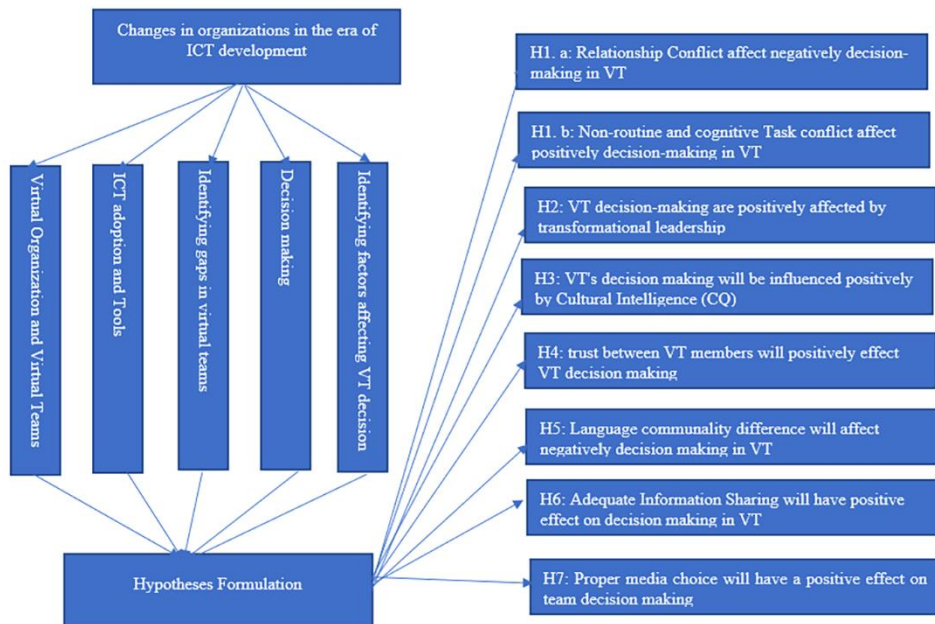 Changes in organizations in the era of
ICT development
Virtual Organization and Virtual Teams
ICT adoption and Tools
Identifying gaps in virtual teams
Decision making
Identifying factors affecting VT decision
Hypotheses Formulation
H1. a: Relationship Conflict affect negatively decision-
making in VT
H1. b: Non-routine and cognitive Task conflict affect
positively decision-making in VT
H2: VT decision-making are positively affected by
transformational leadership
H3: VT's decision making will be influenced positively
by Cultural Intelligence (CQ)
H4: trust between VT members will positively effect
VT decision making
H5: Language communality difference will affect
negatively decision making in VT
H6: Adequate Information Sharing will have positive
effect on decision making in VT
H7: Proper media choice will have a positive effect on
team decision making